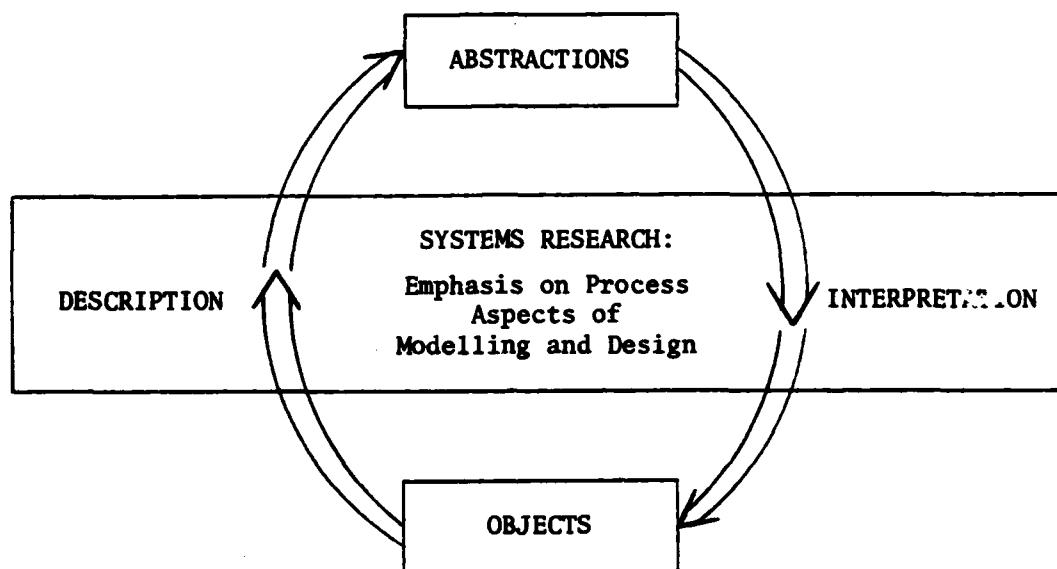 ABSTRACTIONS
SYSTEMS RESEARCH:
Emphasis on Process
Aspects of
Modelling and Design
DESCRIPTION
OBJECTS